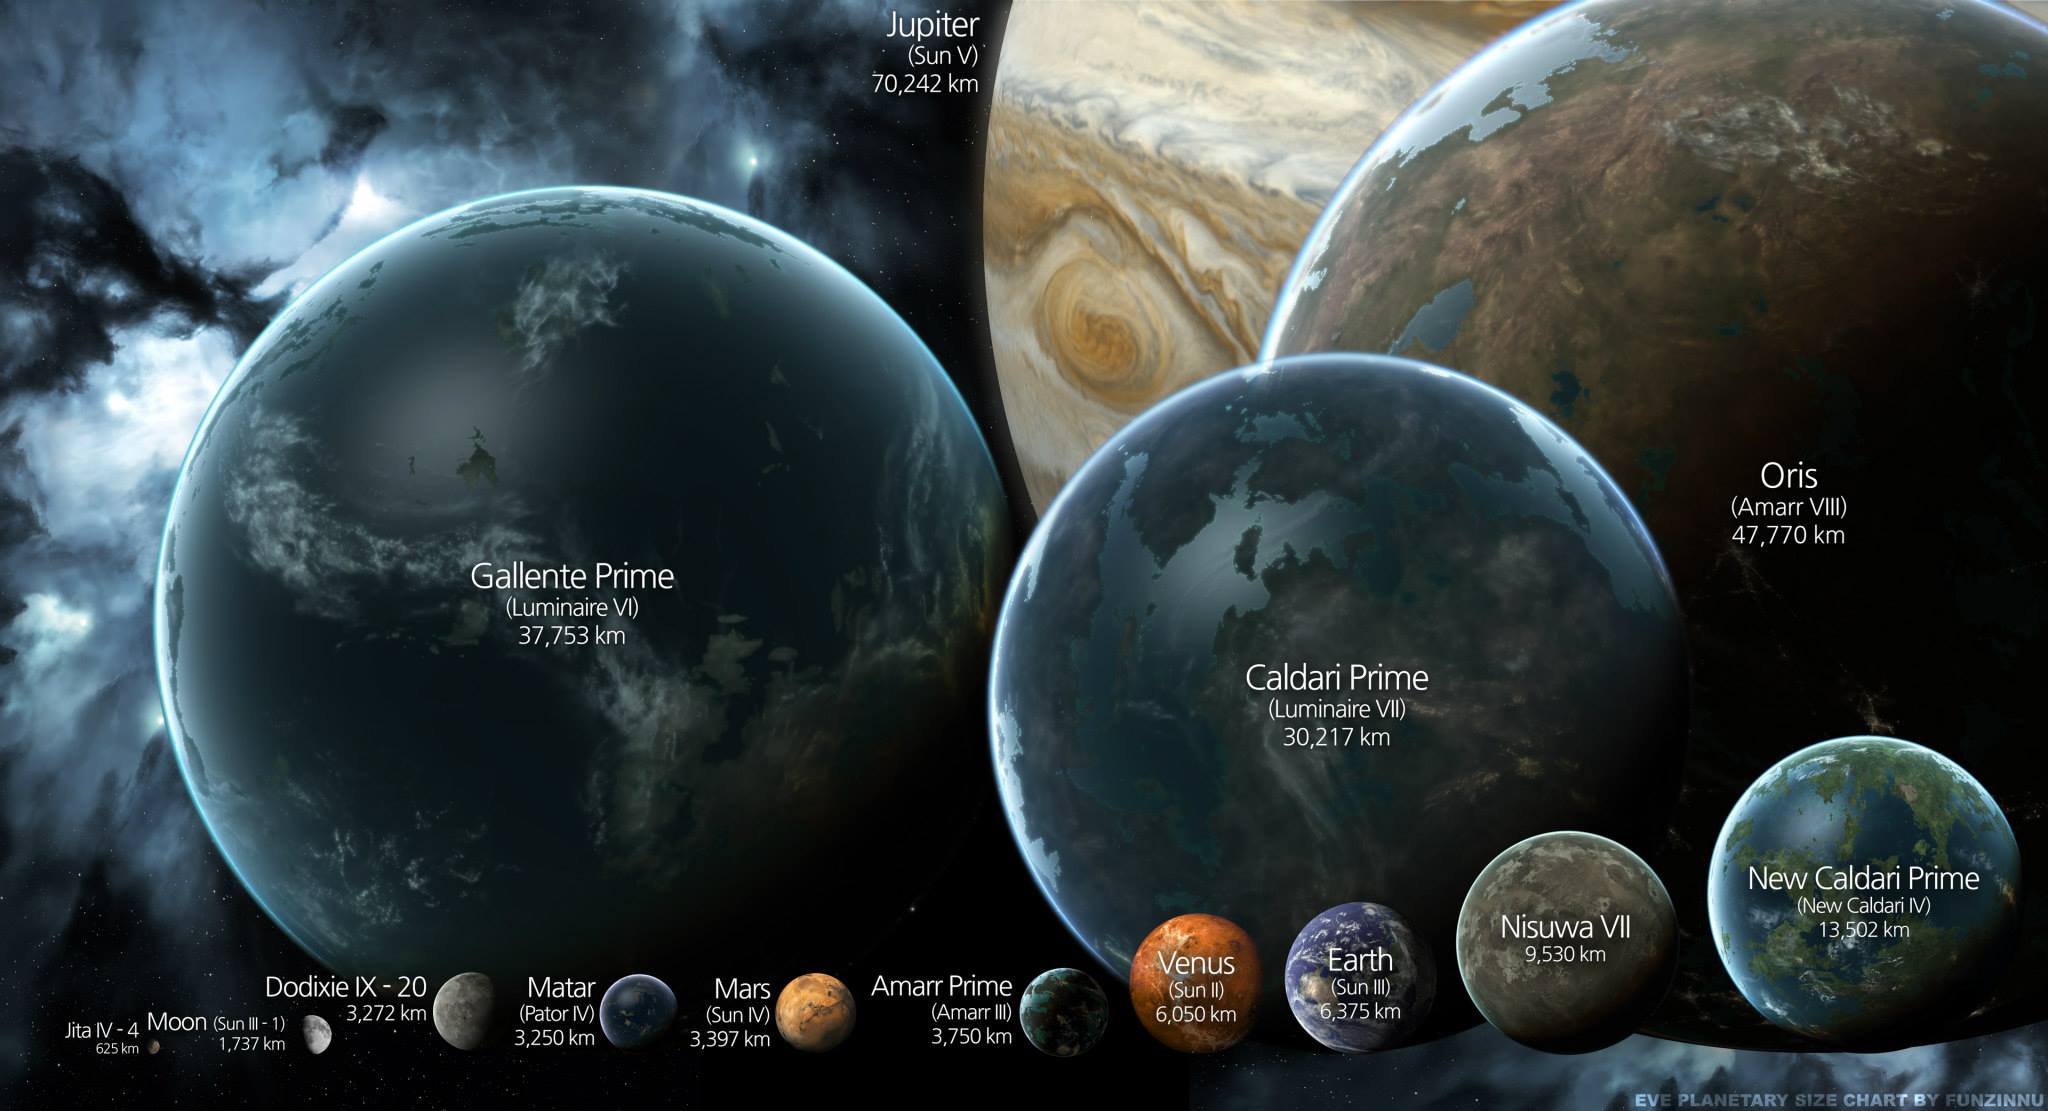 Jupiter
(Sun V)
70,242 km
Oris
(Amarr VIII)
47,770 km
Gallente Prime
(Luminaire VI)
37,753 km
Caldari Prime
(Luminaire VII)
30,217 km
New Caldari Prime
(New Caldari IV)
13,502 km
Nisuwa VII
9,530 km
Earth
(Sun III)
6,375 km
Venus
(Sun II)
6,050 km
Amarr Prime
(Amarr III)
3,750 km
Mars
(Sun IV)
3,397 km
Matar
(Pator IV)
3,250 km
Dodixie IX - 20
3,272 km
Moon (Sun III - 1)
1,737 km
Jita IV - 4
625 km
EVE PLANETARY SIZE CHART BY FUNZINNU